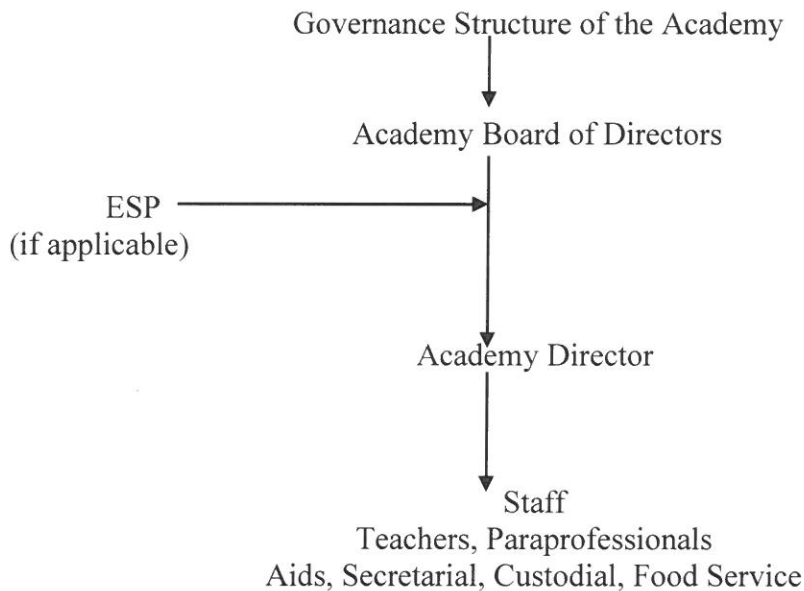 Governance Structure of the Academy
Academy Board of Directors
ESP
(if applicable)
Academy Director
Staff
Teachers, Paraprofessionals
Aids, Secretarial, Custodial, Food Service